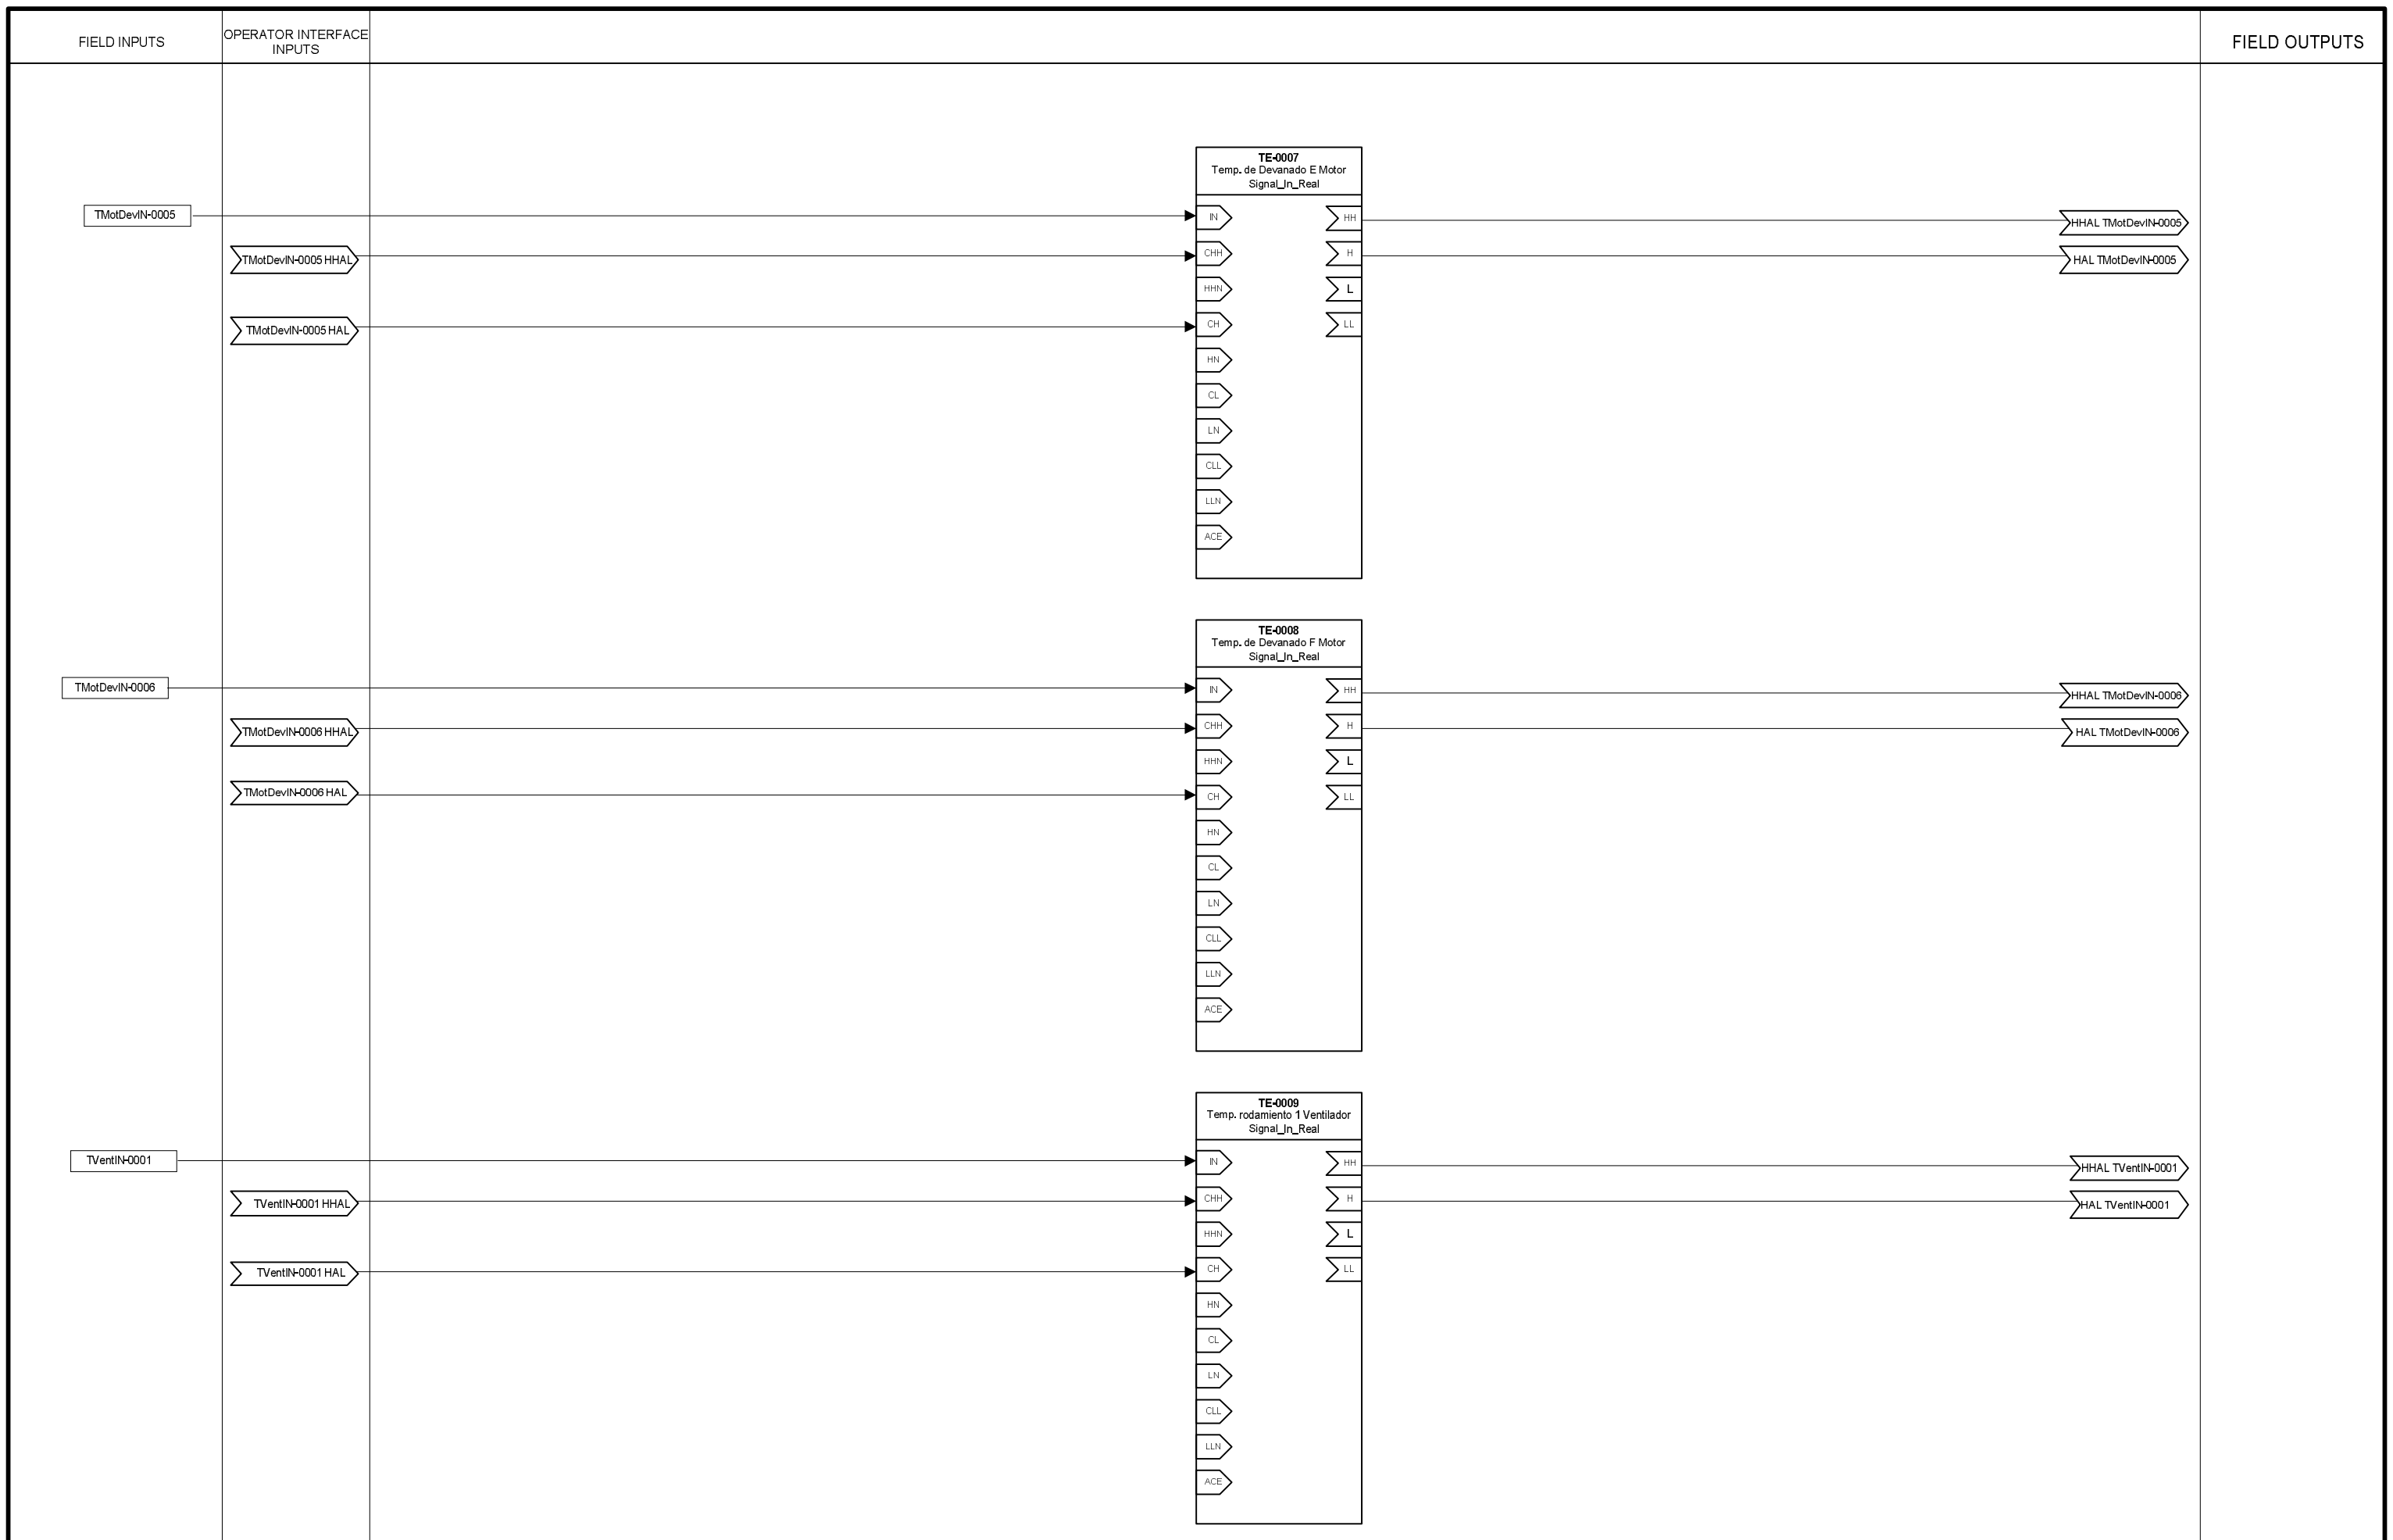 FIELD INPUTS
OPERATOR INTERFACE
INPUTS
FIELD OUTPUTS
TE-0007
Temp. de Devanado E Motor
Signal_In_Real
TMotDevIN-0005
IN
HH
HHAL TMotDevIN-0005
TMotDevIN-0005 HHAL
CHH
H
HAL TMotDevIN-0005
HHN
L
TMotDevIN-0005 HAL
CH
LL
HN
CL
LN
CLL
LLN
ACE
TE-0008
Temp. de Devanado F Motor
Signal_In_Real
TMotDevIN-0006
IN
HH
HHAL TMotDevIN-0006
TMotDevIN-0006 HHAL
CHH
H
HAL TMotDevIN-0006
HHN
L
TMotDevIN-0006 HAL
CH
LL
HN
CL
LN
CLL
LLN
ACE
TE-0009
Temp. rodamiento 1 Ventilador
Signal_In_Real
TVentIN-0001
IN
HH
HHAL TVentIN-0001
TVentIN-0001 HHAL
CHH
H
HAL TVentIN-0001
HHN
L
TVentIN-0001 HAL
CH
LL
HN
CL
LN
CLL
LLN
ACE